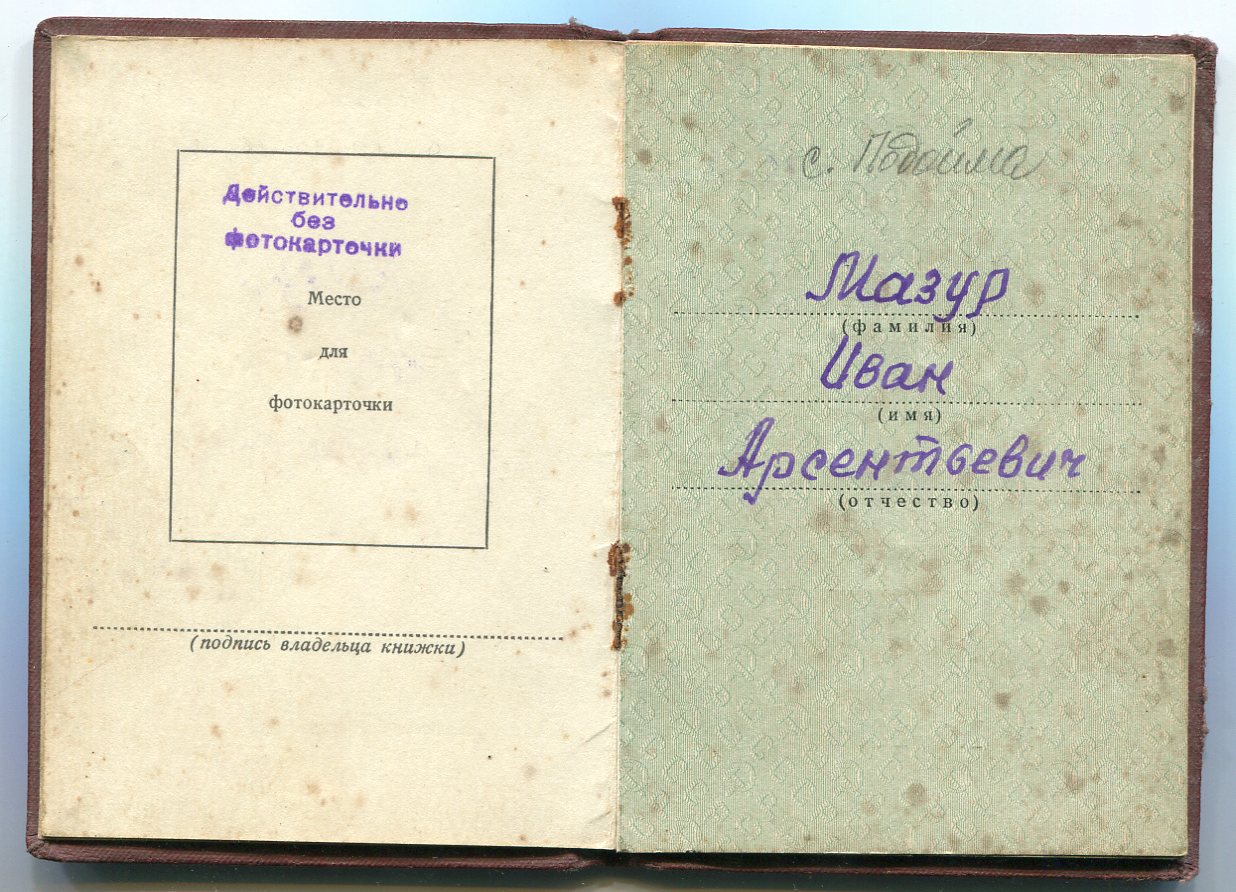 Действительно
без
фотокарточки
Место
для
фотокарточки
(подпись владельца книжки)
с. Подойма
Мазур
(фамилия)
Иван
(имя)
Арсентьевич
(отчество)